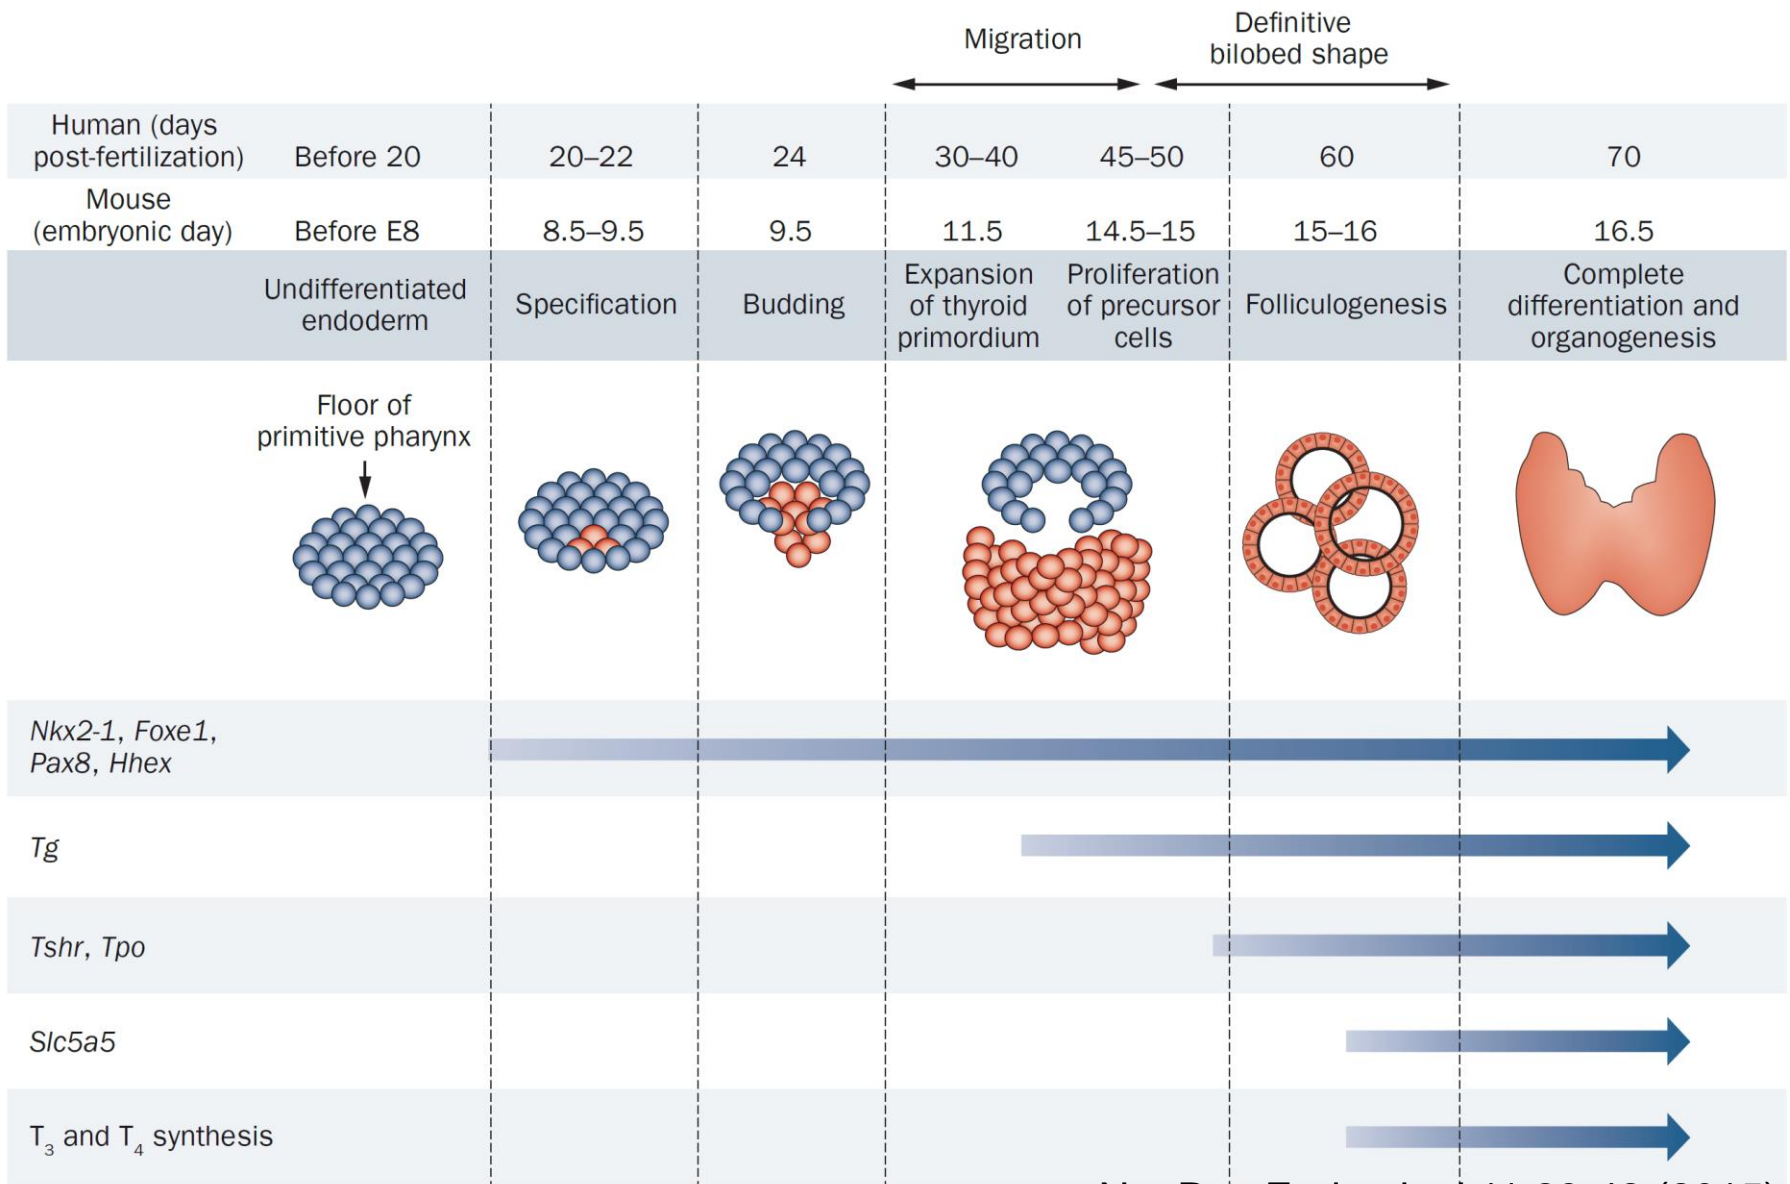 Migration
Definitive
bilobed shape
Human (days
post-fertilization)
Before 20
20–22
24
30–40
45–50
60
70
Mouse
(embryonic day)
Before E8
8.5–9.5
9.5
11.5
14.5–15
15–16
16.5
Undifferentiated
endoderm
Specification
Budding
Expansion
of thyroid
primordium
Proliferation
of precursor
cells
Folliculogenesis
Complete
differentiation and
organogenesis
Floor of
primitive pharynx
Nkx2-1, Foxe1,
Pax8, Hhex
Tg
Tshr, Tpo
Slc5a5
T₃ and T₄ synthesis